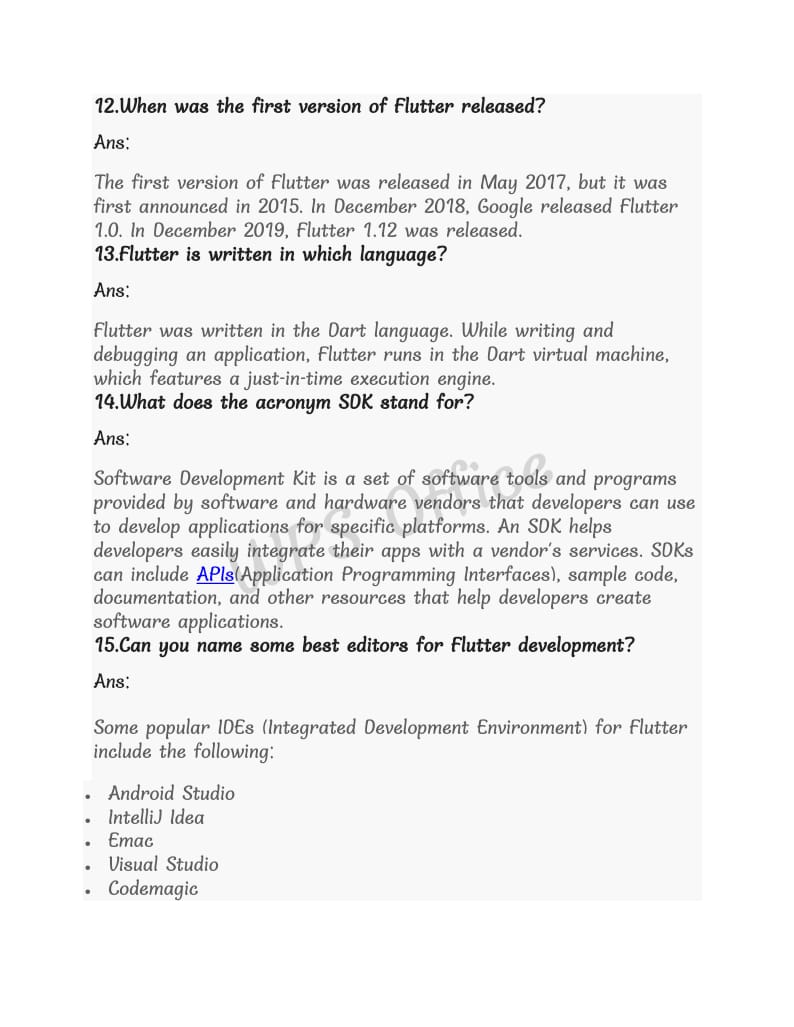 12.When was the first version of Flutter released?
Ans:
The first version of Flutter was released in May 2017, but it was
first announced in 2015. In December 2018, Google released Flutter
1.0. In December 2019, Flutter 1.12 was released.
13.Flutter is written in which language?
Ans:
Flutter was written in the Dart language. While writing and
debugging an application, Flutter runs in the Dart virtual machine,
which features a just-in-time execution engine.
14.What does the acronym SDK stand for?
Ans:
Software Development Kit is a set of software tools and programs
provided by software and hardware vendors that developers can use
to develop applications for specific platforms. An SDK helps
developers easily integrate their apps with a vendor's services. SDKs
can include APIs(Application Programming Interfaces), sample code,
documentation, and other resources that help developers create
software applications.
WPS Office
15.Can you name some best editors for Flutter development?
Ans:
Some popular IDEs (Integrated Development Environment) for Flutter
include the following:
• Android Studio
• IntelliJ Idea
• Emac
• Visual Studio
• Codemagic